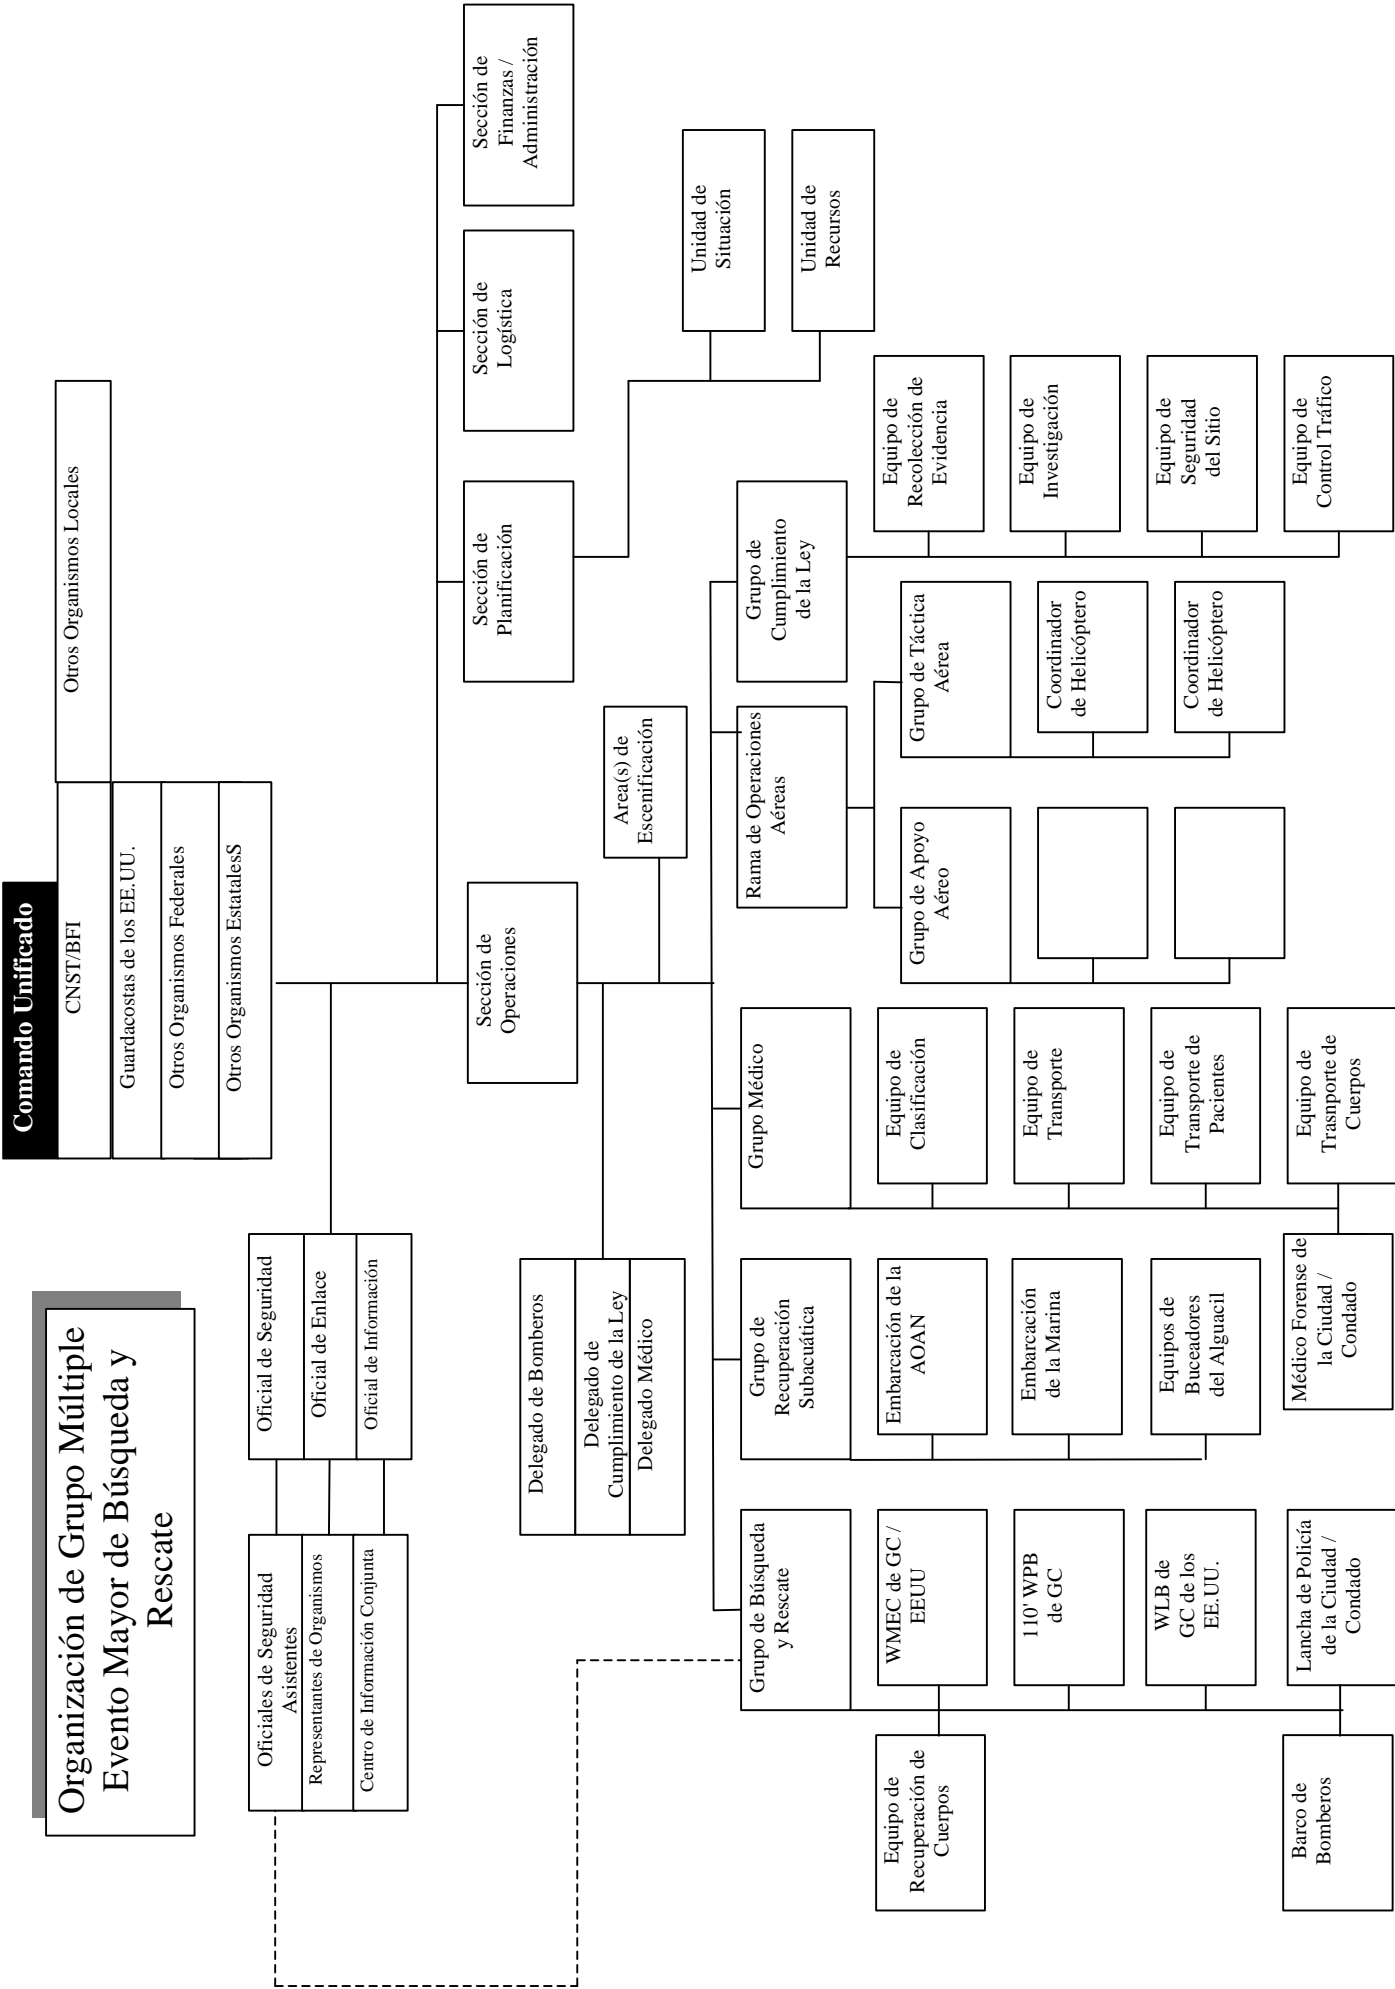 Organización de Grupo Múltiple
Evento Mayor de Búsqueda y
Rescate
Comando Unificado
CNST/BFI
Otros Organismos Locales
Guardacostas de los EE.UU.
Otros Organismos Federales
Otros Organismos EstatalesS
Oficiales de Seguridad
Asistentes
Representantes de Organismos
Centro de Información Conjunta
Oficial de Seguridad
Oficial de Enlace
Oficial de Información
Sección de
Operaciones
Sección de
Planificación
Sección de
Logística
Sección de
Finanzas /
Administración
Delegado de Bomberos
Delegado de
Cumplimiento de la Ley
Delegado Médico
Area(s) de
Escenificación
Unidad de
Situación
Unidad de
Recursos
Grupo de Búsqueda
y Rescate
Equipo de
Recuperación de
Cuerpos
WMEC de GC /
EEUU
110' WPB
de GC
WLB de
GC de los
EE.UU.
Barco de
Bomberos
Lancha de Policía
de la Ciudad /
Condado
Grupo de
Recuperación
Subacuática
Embarcación de la
AOAN
Embarcación
de la Marina
Equipos de
Buceadores
del Alguacil
Grupo Médico
Equipo de
Clasificación
Equipo de
Transporte
Equipo de
Transporte de
Pacientes
Médico Forense de
la Ciudad /
Condado
Equipo de
Trasnporte de
Cuerpos
Rama de Operaciones
Aéreas
Grupo de Apoyo
Aéreo
Grupo de Táctica
Aérea
Coordinador
de Helicóptero
Coordinador
de Helicóptero
Grupo de
Cumplimiento
de la Ley
Equipo de
Recolección de
Evidencia
Equipo de
Investigación
Equipo de
Seguridad
del Sitio
Equipo de
Control Tráfico